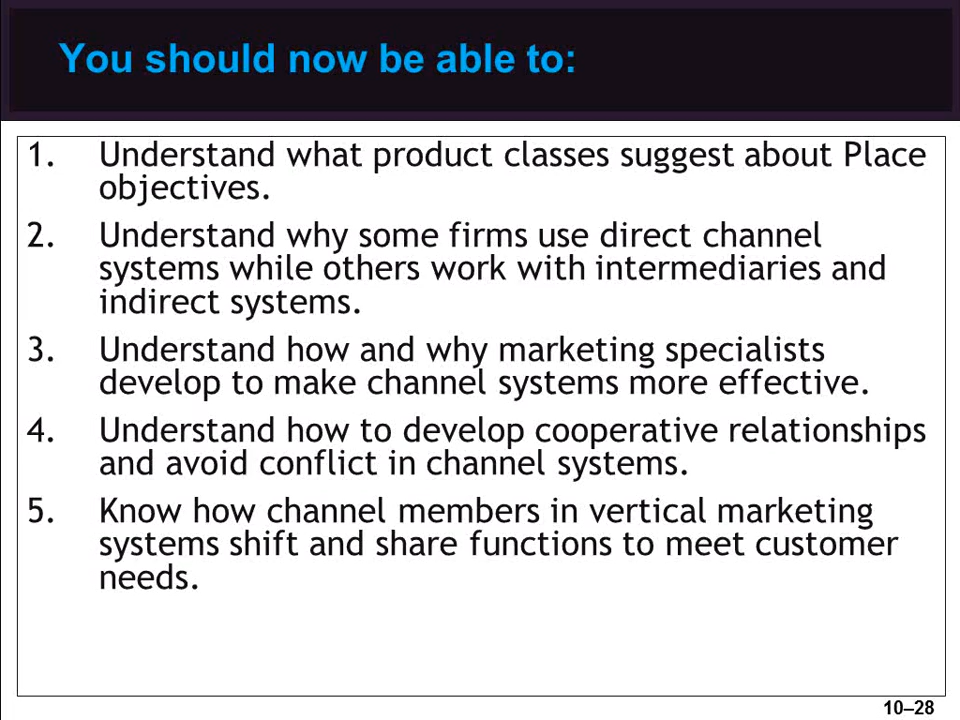 You should now be able to:
1. Understand what product classes suggest about Place
objectives.
2. Understand why some firms use direct channel
systems while others work with intermediaries and
indirect systems.
3. Understand how and why marketing specialists
develop to make channel systems more effective.
4. Understand how to develop cooperative relationships
and avoid conflict in channel systems.
5. Know how channel members in vertical marketing
systems shift and share functions to meet customer
needs.
10–28